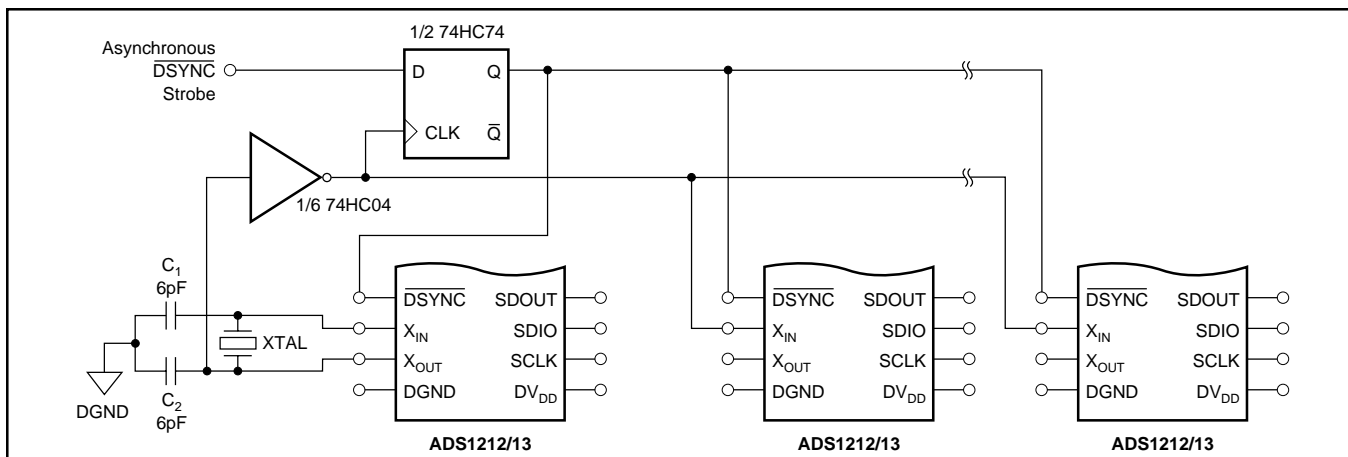 1/2 74HC74
Asynchronous
DSYNC
Strobe
D Q
CLK Q
1/6 74HC04
C1
6pF
XTAL
C2
6pF
DGND
DSYNC SDOUT
XIN SDIO
XOUT SCLK
DGND DVDD
ADS1212/13
DSYNC SDOUT
XIN SDIO
XOUT SCLK
DGND DVDD
ADS1212/13
DSYNC SDOUT
XIN SDIO
XOUT SCLK
DGND DVDD
ADS1212/13